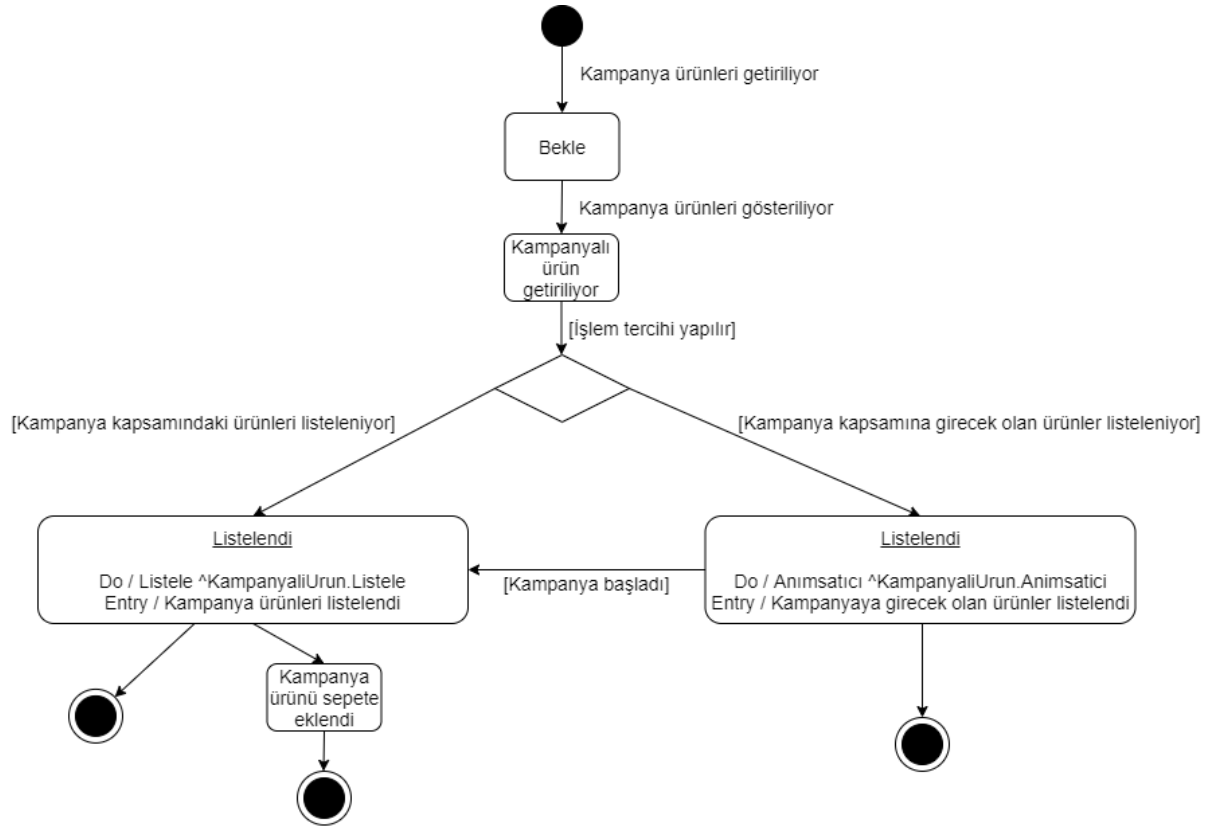 Kampanya ürünleri getiriliyor
Bekle
Kampanya ürünleri gösteriliyor
Kampanyalı
ürün
getiriliyor
[İşlem tercihi yapılır]
[Kampanya kapsamındaki ürünleri listeleniyor]
[Kampanya kapsamına girecek olan ürünler listeleniyor]
Listelendi
Do / Listele ^KampanyaliUrun.Listele
Entry / Kampanya ürünleri listelendi
[Kampanya başladı]
Listelendi
Do / Anımsatıcı ^KampanyaliUrun.Animsatici
Entry / Kampanyaya girecek olan ürünler listelendi
Kampanya
ürünü sepete
eklendi